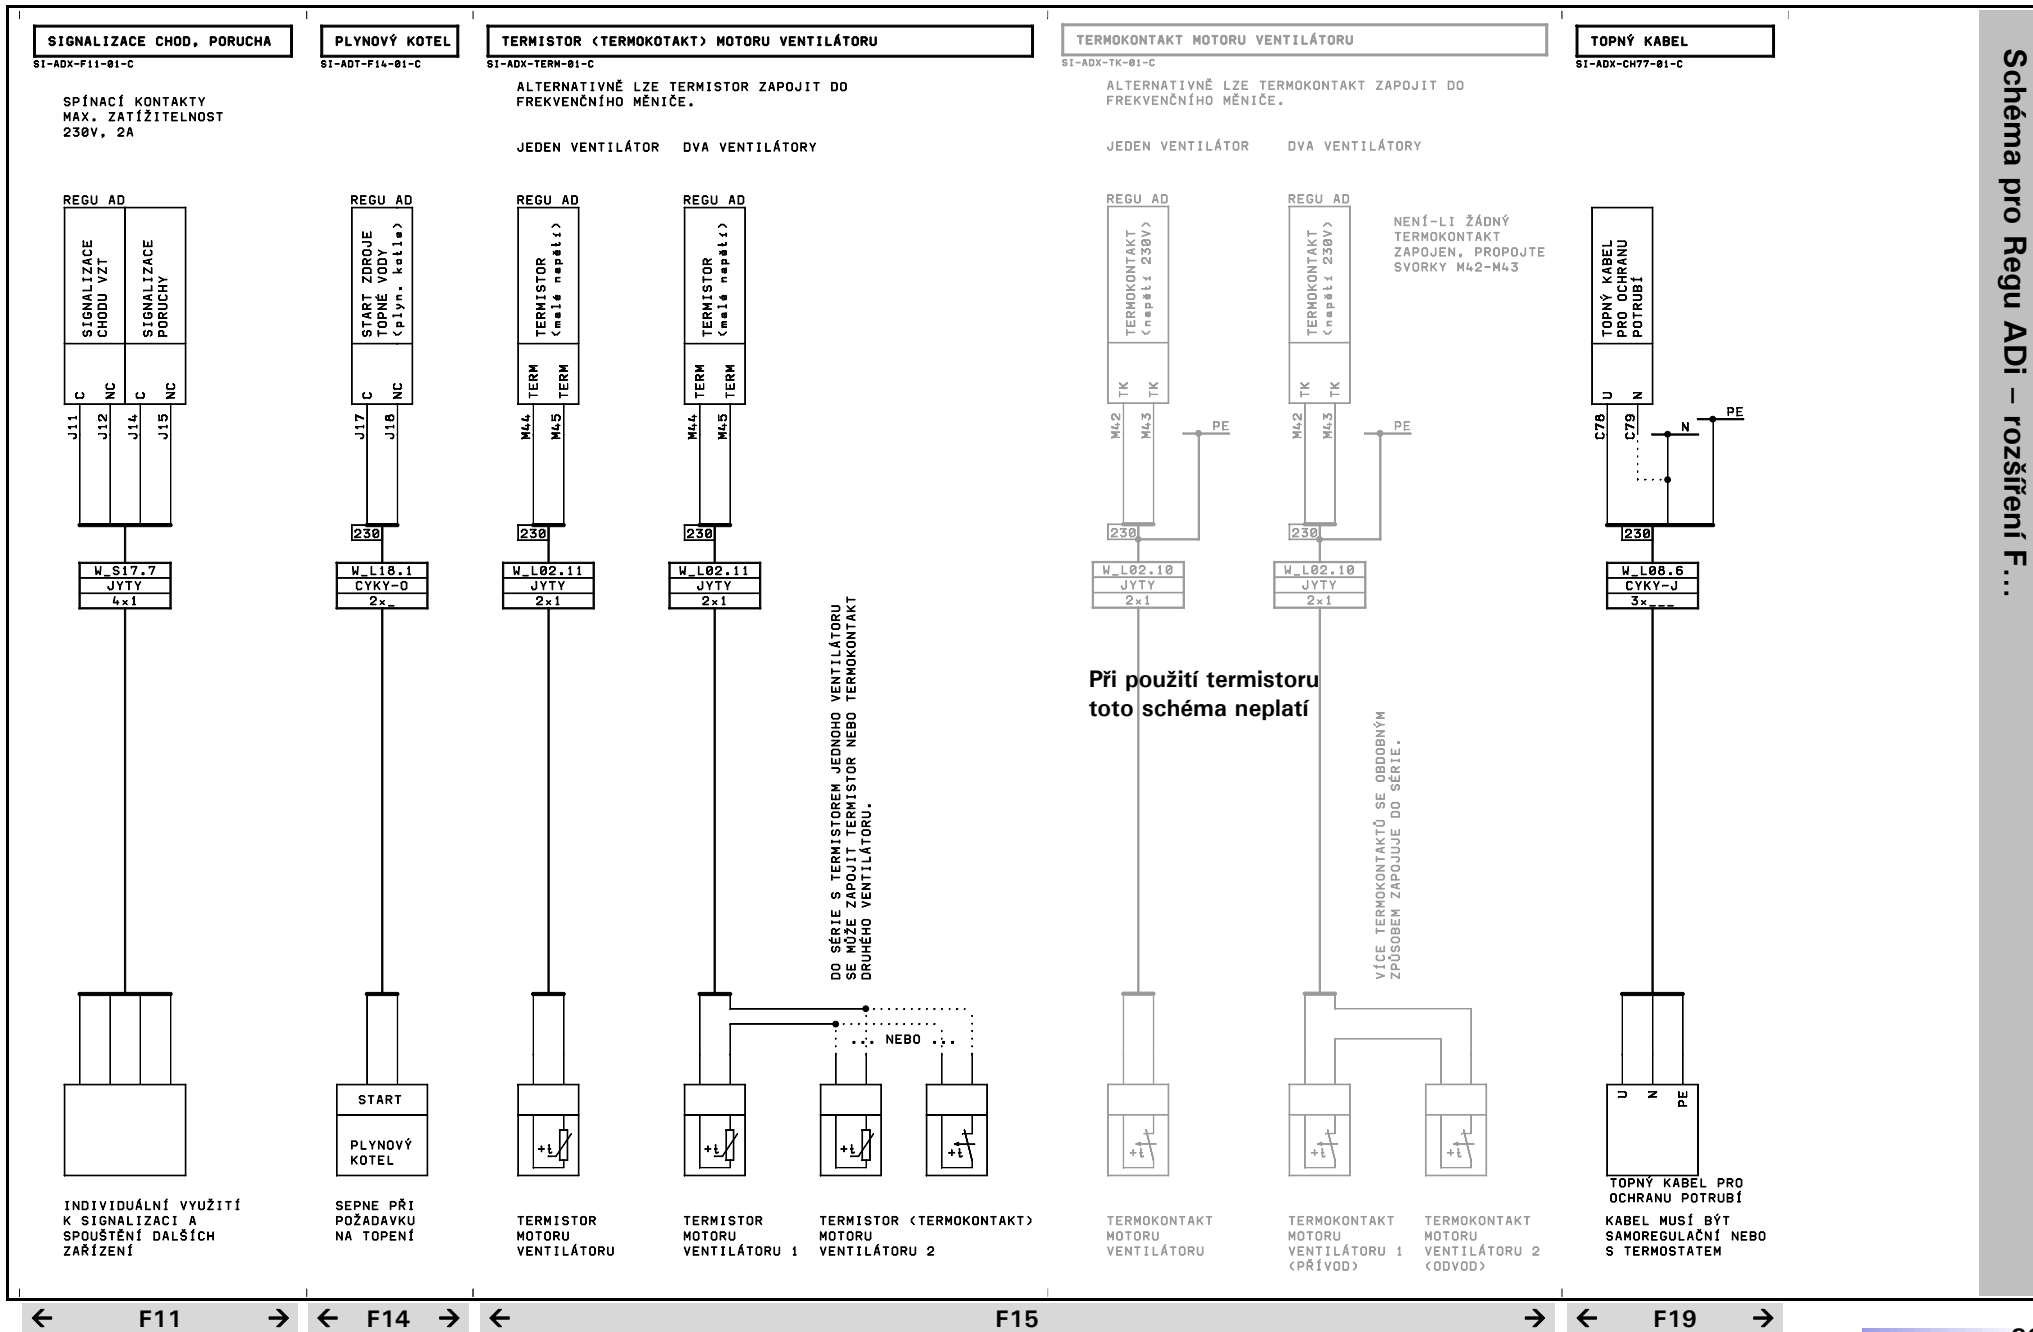 SIGNALIZACE CHOD, PORUCHA
SI-ADX-F11-01-C
SPÍNACÍ KONTAKTY
MAX. ZATÍŽITELNOST
230V, 2A
REGU AD
SIGNALIZACE
CHODU VZT
SIGNALIZACE
PORUCHY
C
NC
C
NC
J11
J12
J14
J15
W_S17.7
JYTY
4x1
INDIVIDUÁLNÍ VYUŽITÍ
K SIGNALIZACI A
SPOUŠTĚNÍ DALŠÍCH
ZAŘÍZENÍ
PLYNOVÝ KOTEL
SI-ADT-F14-01-C
REGU AD
START ZDROJE
TOPNÉ VODY
(plyn. kotle)
C
NC
J17
J18
230
W_L18.1
CYKY-O
2x_
START
PLYNOVÝ
KOTEL
SEPNE PŘI
POŽADAVKU
NA TOPENÍ
TERMISTOR (TERMOKOTAKT) MOTORU VENTILÁTORU
SI-ADX-TERM-01-C
ALTERNATIVNĚ LZE TERMISTOR ZAPOJIT DO
FREKVENČNÍHO MĚNIČE.
JEDEN VENTILÁTOR
DVA VENTILÁTORY
REGU AD
TERMISTOR
(malé napětí)
TERM
TERM
M44
M45
230
W_L02.11
JYTY
2x1
+t
TERMISTOR
MOTORU
VENTILÁTORU
REGU AD
TERMISTOR
(malé napětí)
TERM
TERM
M44
M45
230
W_L02.11
JYTY
2x1
DO SÉRIE S TERMISTOREM JEDNOHO VENTILÁTORU
SE MŮŽE ZAPOJIT TERMISTOR NEBO TERMOKONTAKT
DRUHÉHO VENTILÁTORU.
... NEBO ...
+t
+t
+t
TERMISTOR
MOTORU
VENTILÁTORU 1
TERMISTOR (TERMOKONTAKT)
MOTORU
VENTILÁTORU 2
TERMOKONTAKT MOTORU VENTILÁTORU
SI-ADX-TK-01-C
ALTERNATIVNĚ LZE TERMOKONTAKT ZAPOJIT DO
FREKVENČNÍHO MĚNIČE.
JEDEN VENTILÁTOR
DVA VENTILÁTORY
REGU AD
TERMOKONTAKT
(napětí 230V)
TK
TK
M42
M43
PE
230
W_L02.10
JYTY
2x1
REGU AD
TERMOKONTAKT
(napětí 230V)
TK
TK
M42
M43
PE
230
W_L02.10
JYTY
2x1
NENÍ-LI ŽÁDNÝ
TERMOKONTAKT
ZAPOJEN, PROPOJTE
SVORKY M42-M43
Při použití termistoru
toto schéma neplatí
VÍCE TERMOKONTAKTŮ SE OBDOBNÝM
ZPŮSOBEM ZAPOJUJE DO SÉRIE.
+t
+t
+t
TERMOKONTAKT
MOTORU
VENTILÁTORU
TERMOKONTAKT
MOTORU
VENTILÁTORU 1
(PŘÍVOD)
TERMOKONTAKT
MOTORU
VENTILÁTORU 2
(ODVOD)
TOPNÝ KABEL
SI-ADX-CH77-01-C
TOPNÝ KABEL
PRO OCHRANU
POTRUBÍ
U
N
C78
C79
N
PE
230
W_L08.6
CYKY-J
3x___
U
N
PE
TOPNÝ KABEL PRO
OCHRANU POTRUBÍ
KABEL MUSÍ BÝT
SAMOREGULAČNÍ NEBO
S TERMOSTATEM
Schéma pro Regu ADi – rozšíření F...
← F11 →
← F14 →
← F15 →
← F19 →